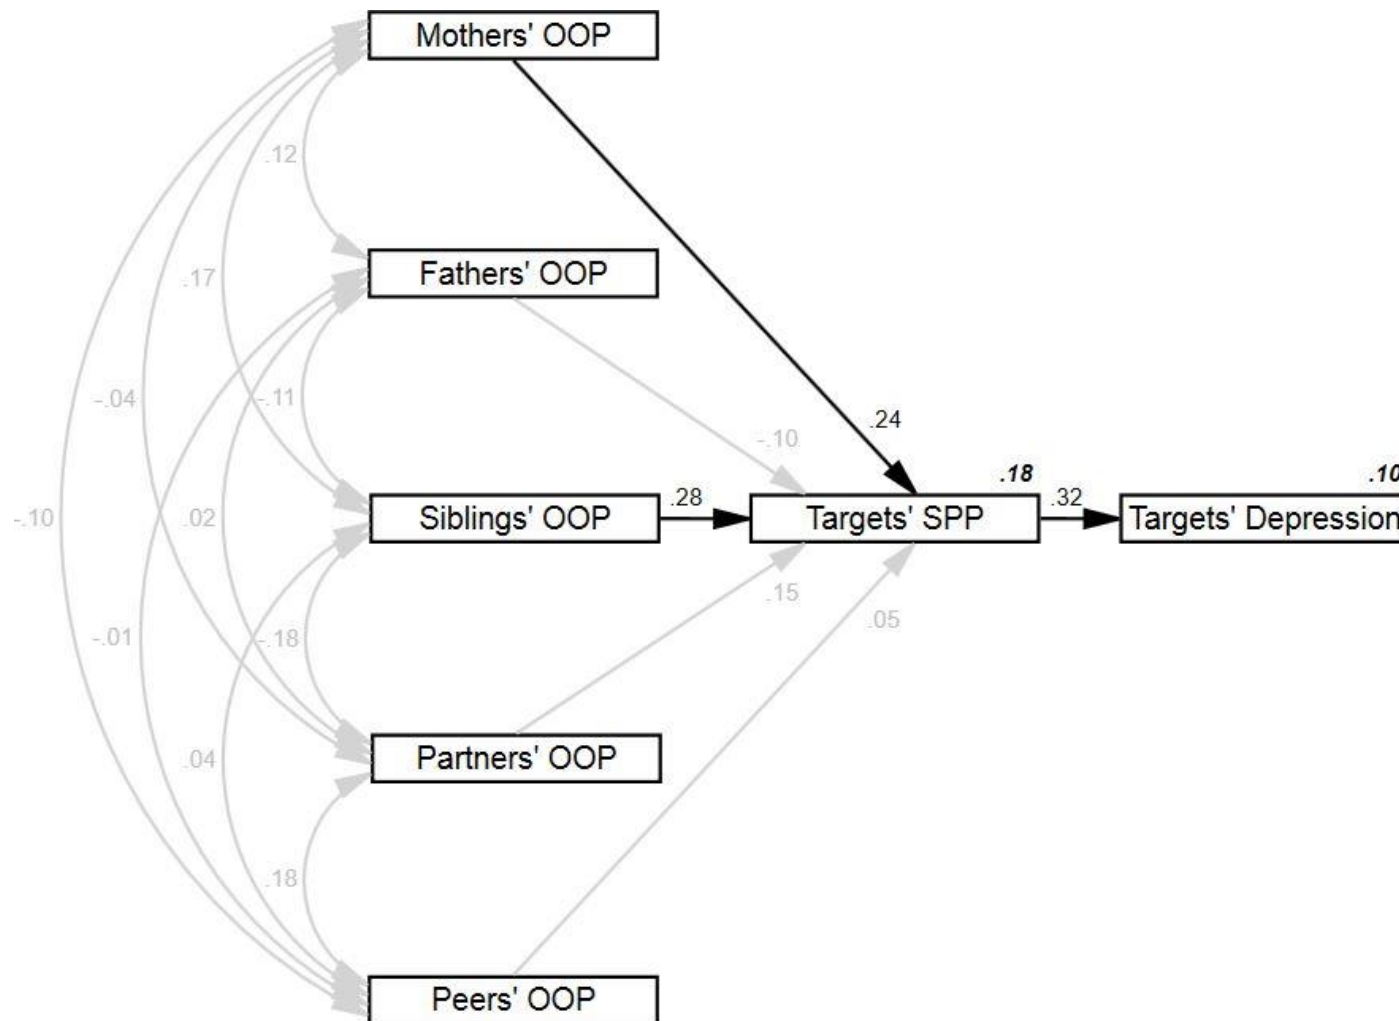 Mothers' OOP
.12
Fathers' OOP
.17
-.04
-.11
-.10
.24
.18
.10
-.10
.02
Siblings' OOP
.28
Targets' SPP
.32
Targets' Depression
-.01
-.18
.15
.05
.04
Partners' OOP
.18
Peers' OOP